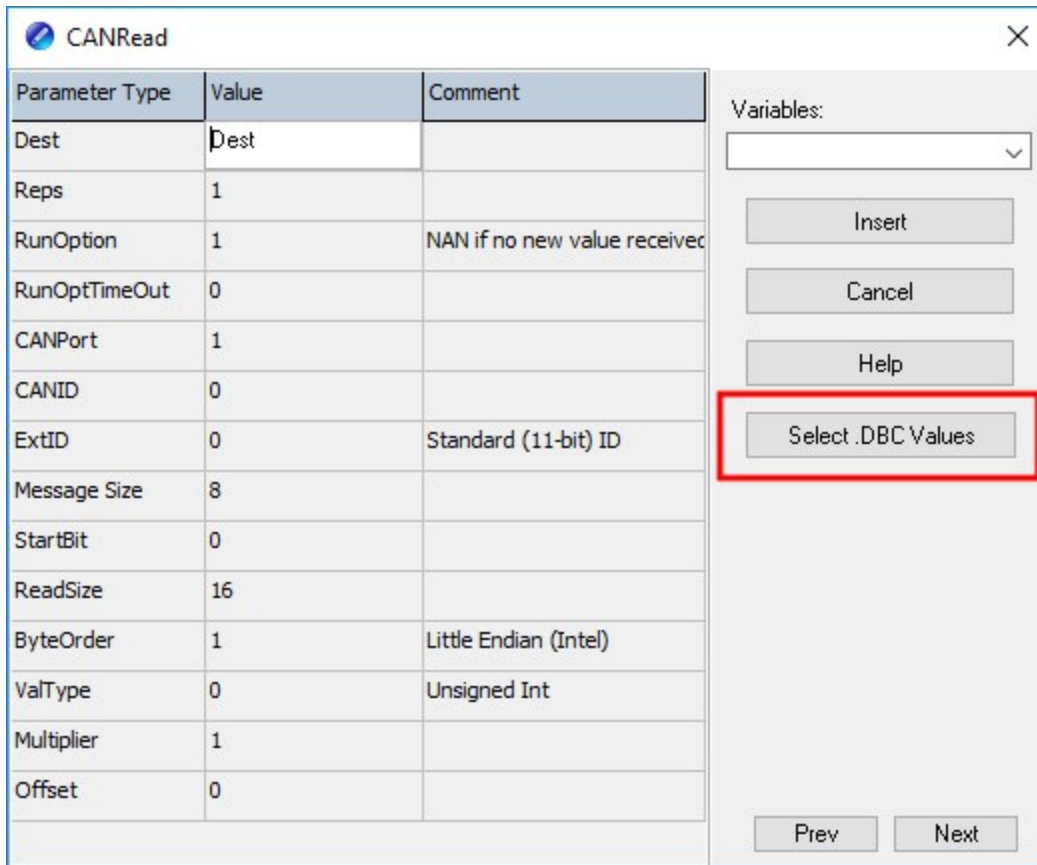 CANRead
Parameter Type Value Comment
Dest Dest
Reps 1
RunOption 1 NAN if no new value received
RunOptTimeOut 0
CANPort 1
CANID 0
ExtID 0 Standard (11-bit) ID
Message Size 8
StartBit 0
ReadSize 16
ByteOrder 1 Little Endian (Intel)
ValType 0 Unsigned Int
Multiplier 1
Offset 0
Variables:
Insert
Cancel
Help
Select .DBC Values
Prev Next